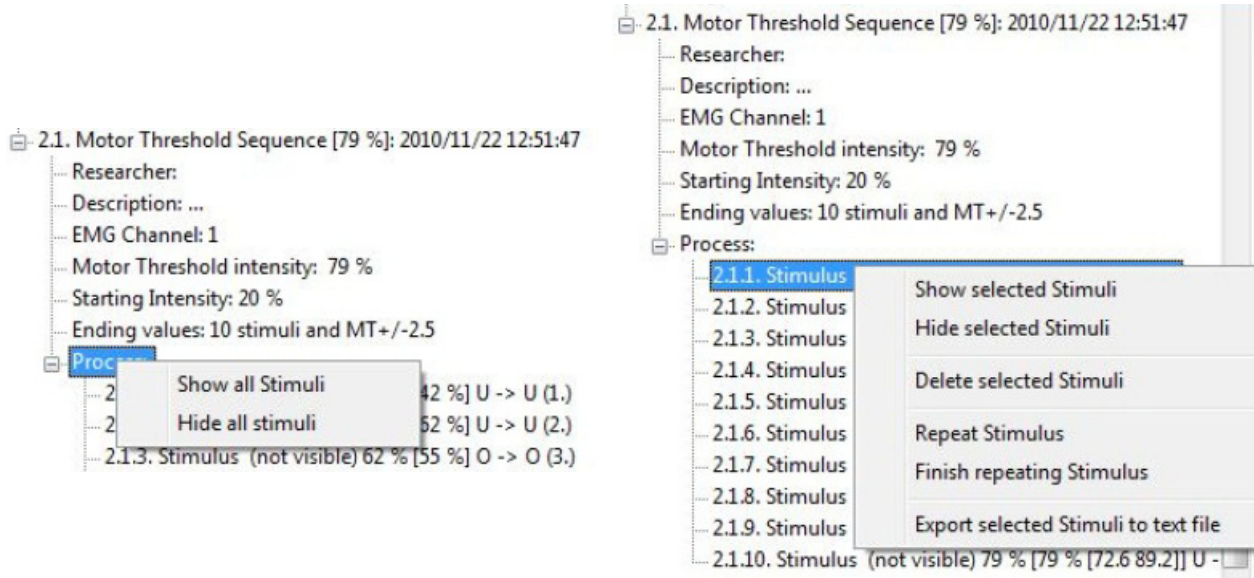 2.1. Motor Threshold Sequence [79 %]: 2010/11/22 12:51:47
Researcher:
Description: ...
EMG Channel: 1
Motor Threshold intensity: 79 %
Starting Intensity: 20 %
Ending values: 10 stimuli and MT+/-2.5
Show all Stimuli
Hide all stimuli
42 %] U -> U (1.)
62 %] U -> U (2.)
2.1.3. Stimulus (not visible) 62 % [55 %] O -> O (3.)
2.1. Motor Threshold Sequence [79 %]: 2010/11/22 12:51:47
Researcher:
Description: ...
EMG Channel: 1
Motor Threshold intensity: 79 %
Starting Intensity: 20 %
Ending values: 10 stimuli and MT+/-2.5
Process:
2.1.1. Stimulus
2.1.2. Stimulus
2.1.3. Stimulus
2.1.4. Stimulus
2.1.5. Stimulus
2.1.6. Stimulus
2.1.7. Stimulus
2.1.8. Stimulus
2.1.9. Stimulus
2.1.10. Stimulus (not visible) 79 % [79 % [72.6 89.2]] U -
Show selected Stimuli
Hide selected Stimuli
Delete selected Stimuli
Repeat Stimulus
Finish repeating Stimulus
Export selected Stimuli to text file